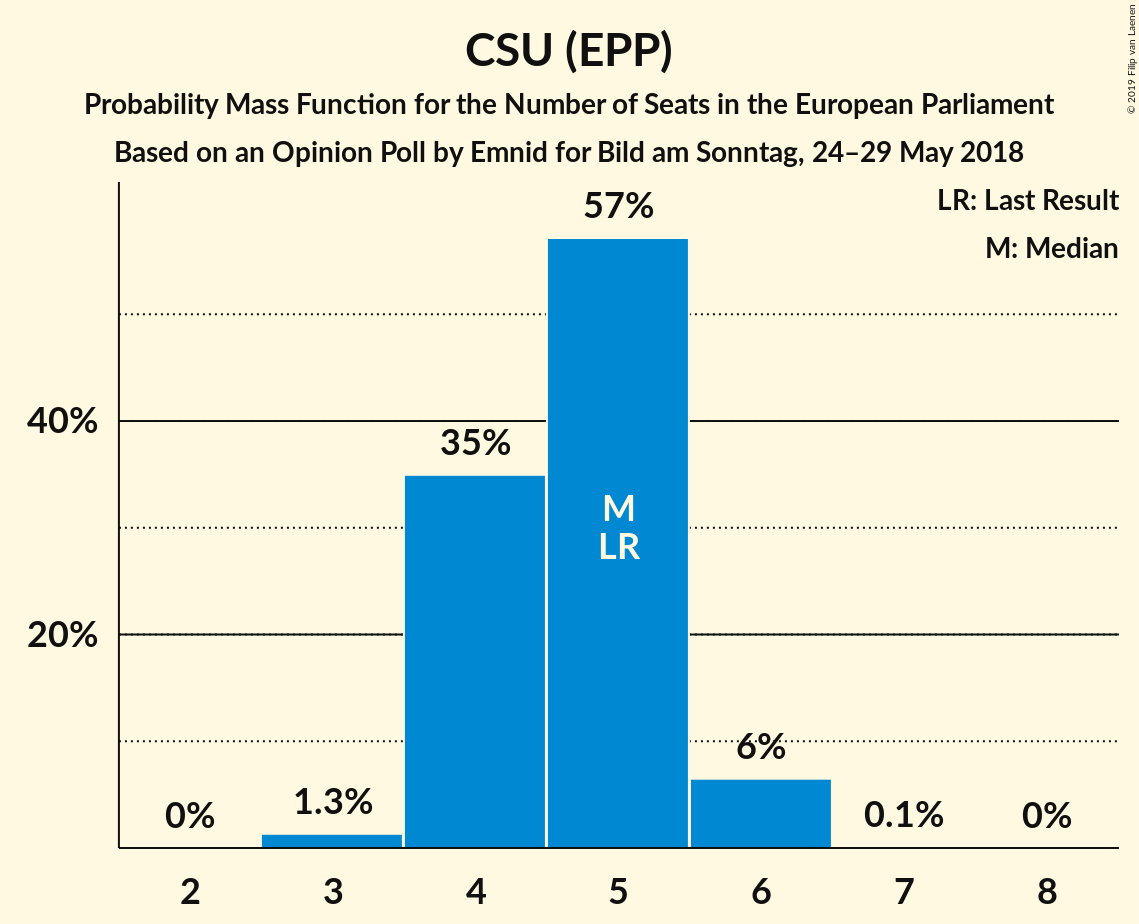 CSU (EPP)
Probability Mass Function for the Number of Seats in the European Parliament
Based on an Opinion Poll by Emnid for Bild am Sonntag, 24–29 May 2018
© 2019 Filip van Laenen
LR: Last Result
M: Median
57%
40%
35%
M
LR
20%
6%
1.3%
0%
0.1%
0%
2 3 4 5 6 7 8